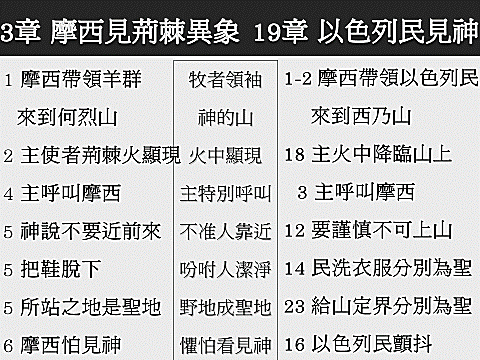 3章 摩西見荊棘異象 19章 以色列民見神
1 摩西帶領羊群 牧者領袖 1-2 摩西帶領以色列民
來到何烈山 神的山 來到西乃山
2 主使者荊棘火顯現 火中顯現 18 主火中降臨山上
4 主呼叫摩西 主特別呼叫 3 主呼叫摩西
5 神說不要近前來 不准人靠近 12 要謹慎不可上山
5 把鞋脫下 吩咐人潔淨 14 民洗衣服分別為聖
5 所站之地是聖地 野地成聖地 23 給山定界分別為聖
6 摩西怕見神 懼怕看見神 16 以色列民顫抖